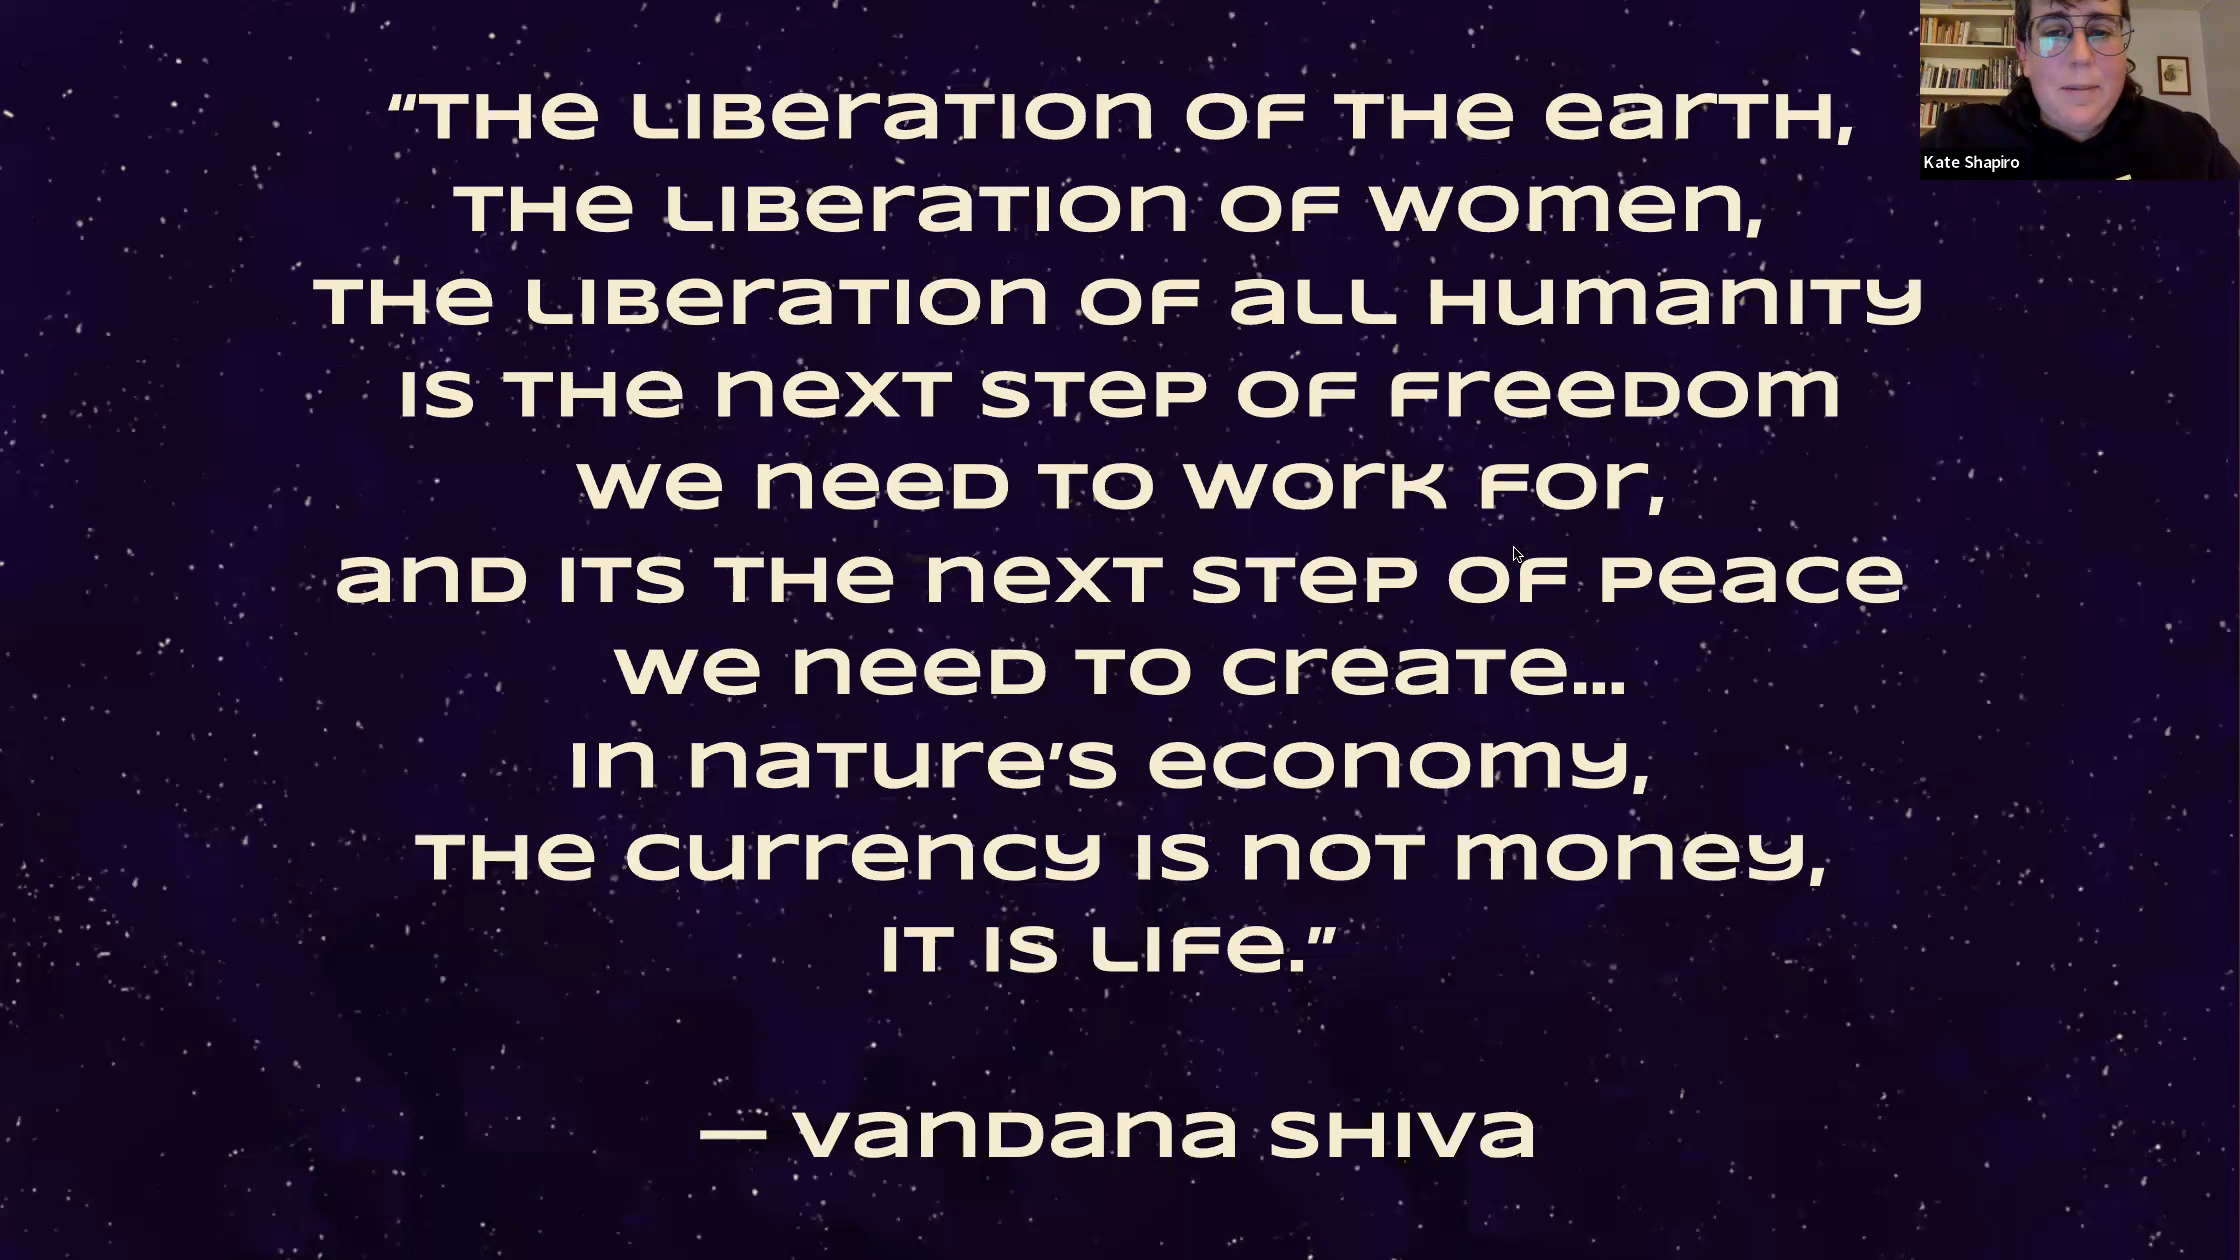 “THE LIBERATION OF THE EARTH,
THE LIBERATION OF WOMEN,
THE LIBERATION OF ALL HUMANITY
IS THE NEXT STEP OF FREEDOM
WE NEED TO WORK FOR,
AND ITS THE NEXT STEP OF PEACE
WE NEED TO CREATE...
IN NATURE’S ECONOMY,
THE CURRENCY IS NOT MONEY,
IT IS LIFE.”
— VANDANA SHIVA
Kate Shapiro